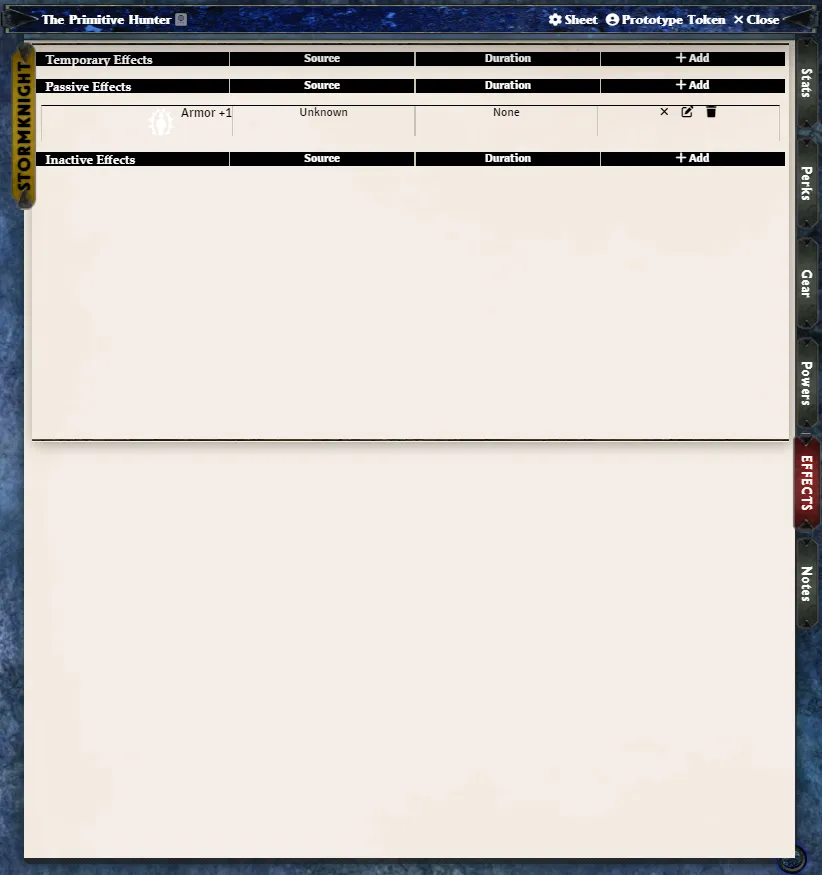 The Primitive Hunter
Sheet Prototype Token Close
STORMKNIGHT
Temporary Effects Source Duration Add
Passive Effects Source Duration Add
Armor +1 Unknown None
Inactive Effects Source Duration Add
Stats
Perks
Gear
Powers
EFFECTS
Notes